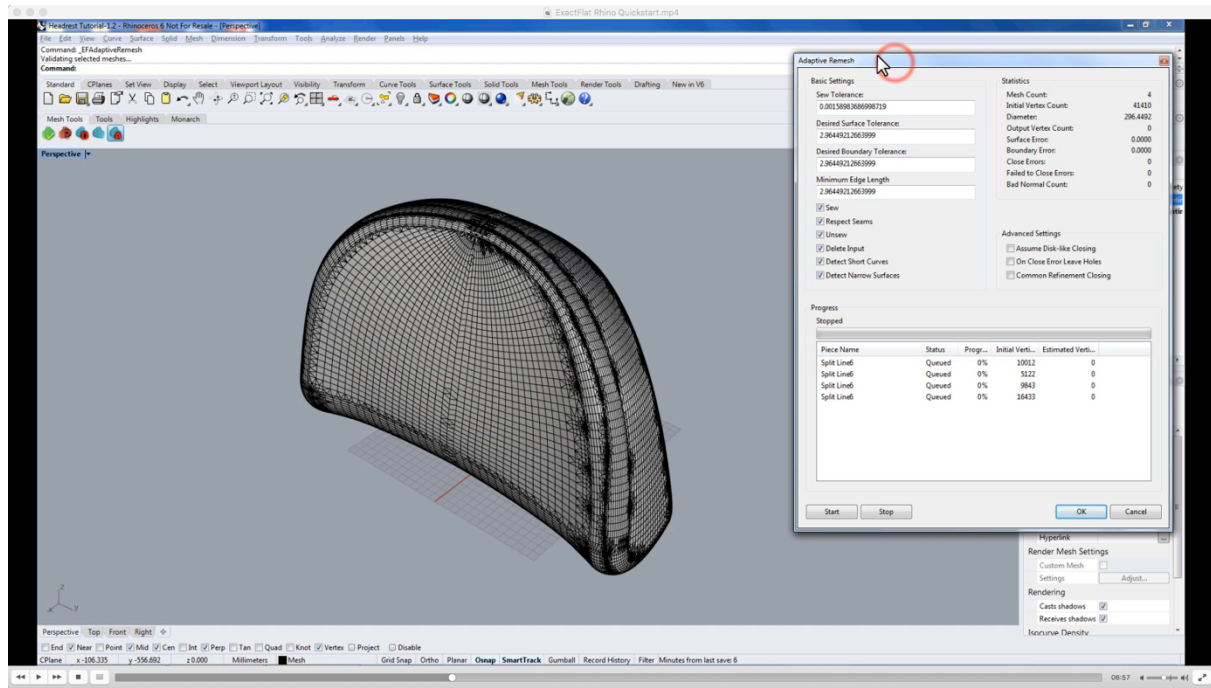 ExactFlat Rhino Quickstart.mp4
Headrest Tutorial-1.2 - Rhinoceros 6 Not For Resale - [Perspective]
File Edit View Curve Surface Solid Mesh Dimension Transform Tools Analyze Render Panels Help
Command: _EFAdaptiveRemesh
Validating selected meshes...
Command:
Standard CPlanes Set View Display Select Viewport Layout Visibility Transform Curve Tools Surface Tools Solid Tools Mesh Tools Render Tools Drafting New in V6
Mesh Tools Tools Highlights Monarch
Perspective
Adaptive Remesh
Basic Settings
Sew Tolerance:
0.00158983686998719
Desired Surface Tolerance:
2.96449212663999
Desired Boundary Tolerance:
2.96449212663999
Minimum Edge Length
2.96449212663999
Sew
Respect Seams
Unsew
Delete Input
Detect Short Curves
Detect Narrow Surfaces
Statistics
Mesh Count: 4
Initial Vertex Count: 41410
Diameter: 296.4492
Output Vertex Count: 0
Surface Error: 0.0000
Boundary Error: 0.0000
Close Errors: 0
Failed to Close Errors: 0
Bad Normal Count: 0
Advanced Settings
Assume Disk-like Closing
On Close Error Leave Holes
Common Refinement Closing
Progress
Stopped
Piece Name Status Progr... Initial Verti... Estimated Verti...
Split Line6 Queued 0% 10012 0
Split Line6 Queued 0% 5122 0
Split Line6 Queued 0% 9843 0
Split Line6 Queued 0% 16433 0
Start Stop OK Cancel
Hyperlink ...
Render Mesh Settings
Custom Mesh
Settings Adjust...
Rendering
Casts shadows
Receives shadows
Isocurve Density
z
x y
Perspective Top Front Right
End Near Point Mid Cen Int Perp Tan Quad Knot Vertex Project Disable
CPlane x -106.335 y -556.692 z 0.000 Millimeters Mesh Grid Snap Ortho Planar Osnap SmartTrack Gumball Record History Filter Minutes from last save: 6
06:57